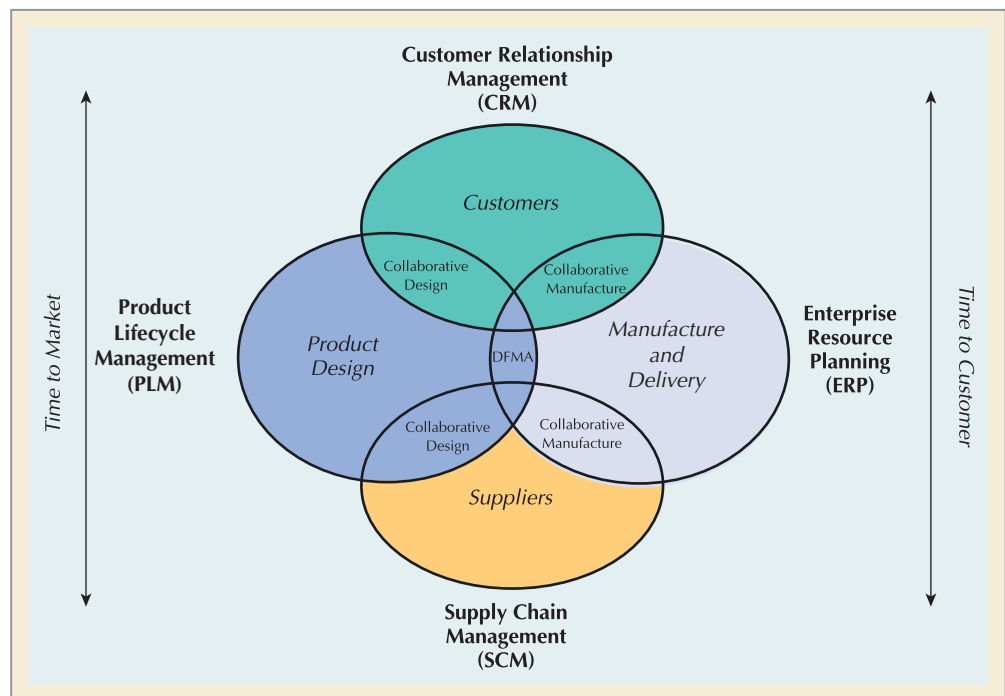 Customer Relationship
Management
(CRM)
Customers
Collaborative
Design
Collaborative
Manufacture
Time to Market
Product
Lifecycle
Management
(PLM)
Product
Design
DFMA
Manufacture
and
Delivery
Enterprise
Resource
Planning
(ERP)
Time to Customer
Collaborative
Design
Collaborative
Manufacture
Suppliers
Supply Chain
Management
(SCM)